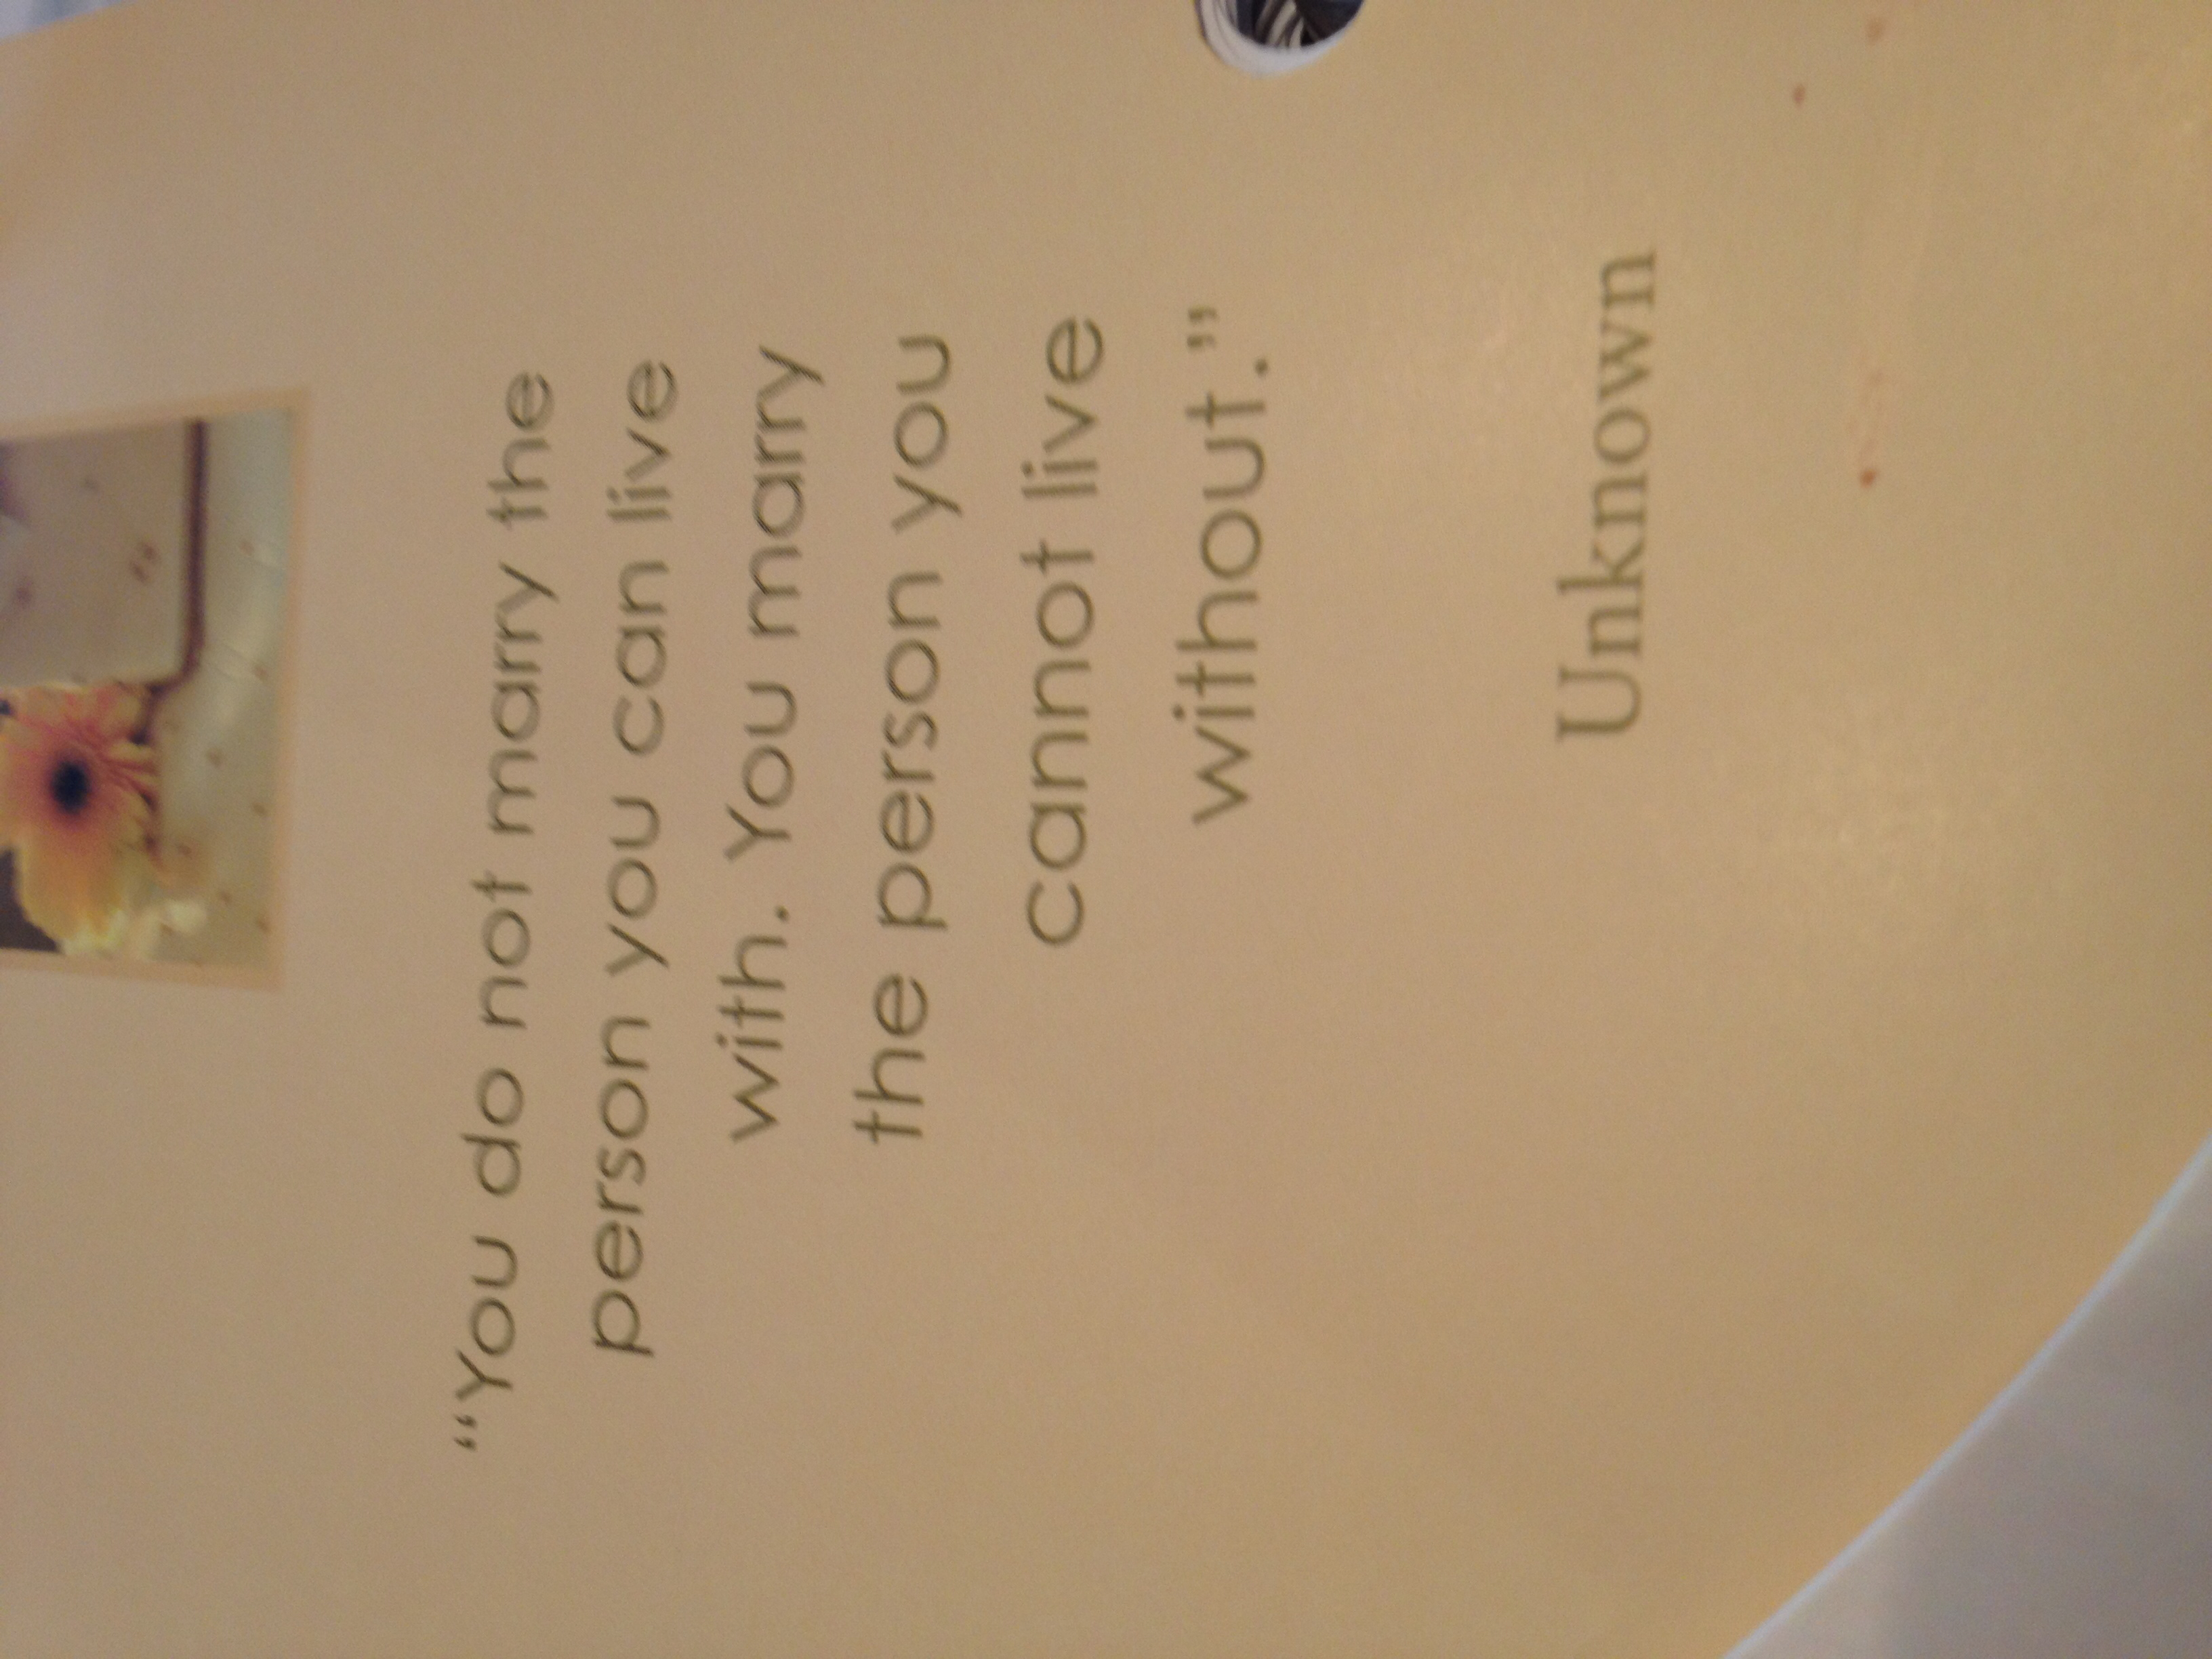 “You do not marry the
person you can live
with. You marry
the person you
cannot live
without.”
Unknown